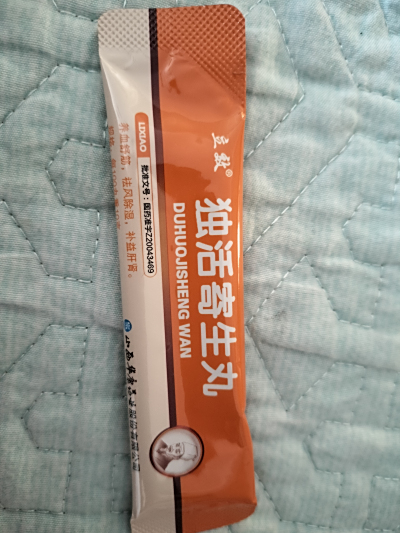 立效®
独活寄生丸
DUHUOJISHENG WAN
LIXIAO
批准文号：国药准字Z20043469
养血舒筋，祛风除湿，补益肝肾。